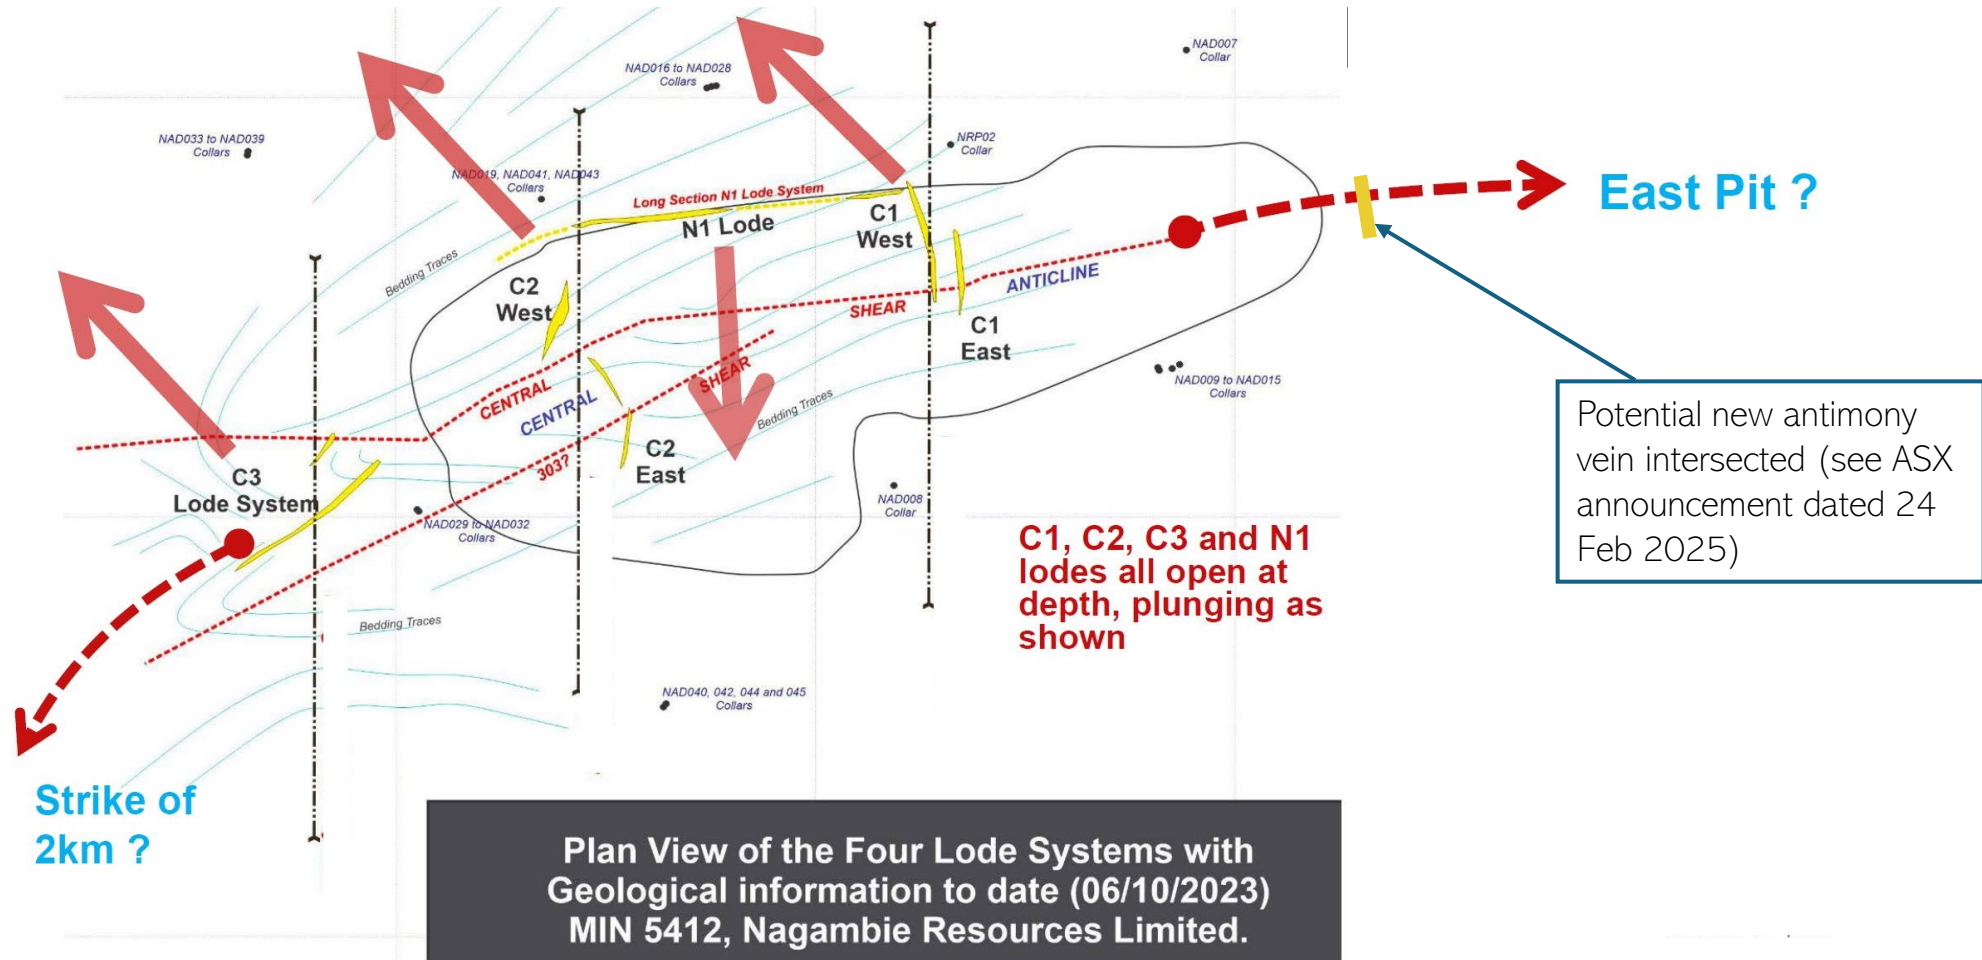 NAD007
Collar
NAD016 to NAD028
Collars
NAD033 to NAD039
Collars
NRP02
Collar
NAD019, NAD041, NAD043
Collars
Long Section N1 Lode System
N1 Lode
C1
West
East Pit ?
Bedding Traces
C2
West
ANTICLINE
SHEAR
C1
East
SHEAR
CENTRAL
CENTRAL
Bedding Traces
NAD009 to NAD015
Collars
Potential new antimony
vein intersected (see ASX
announcement dated 24
Feb 2025)
C2
East
303?
C3
Lode System
NAD029 to NAD032
Collars
NAD008
Collar
C1, C2, C3 and N1
lodes all open at
depth, plunging as
shown
Bedding Traces
NAD040, 042, 044 and 045
Collars
Strike of
2km ?
Plan View of the Four Lode Systems with
Geological information to date (06/10/2023)
MIN 5412, Nagambie Resources Limited.